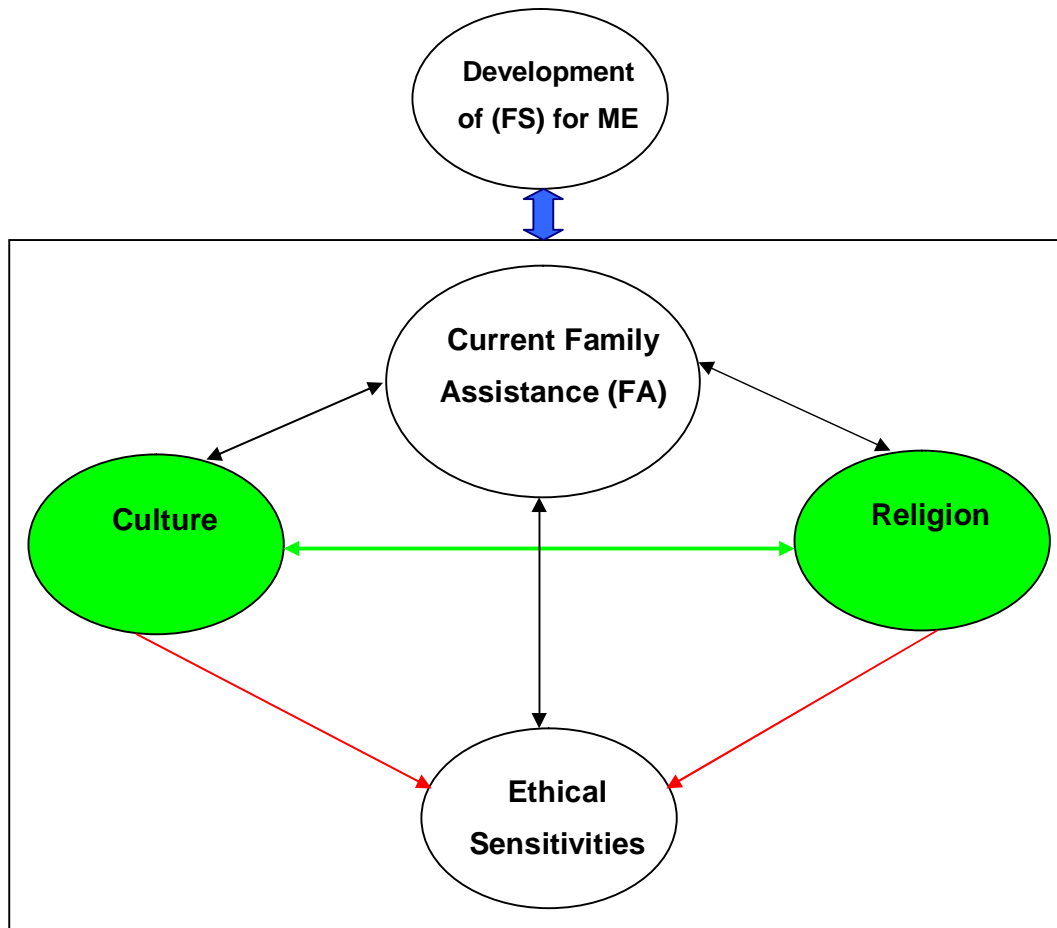 Development
of (FS) for ME
Current Family
Assistance (FA)
Culture
Religion
Ethical
Sensitivities